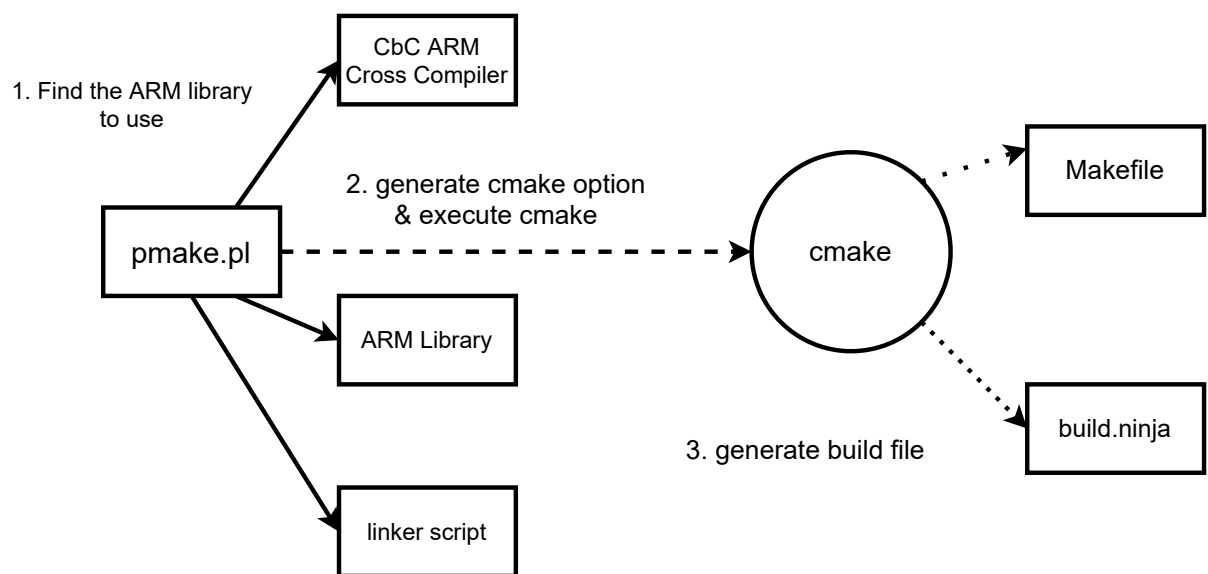 CbC ARM
Cross Compiler
1. Find the ARM library
to use
Makefile
2. generate cmake option
& execute cmake
pmake.pl
cmake
ARM Library
build.ninja
3. generate build file
linker script